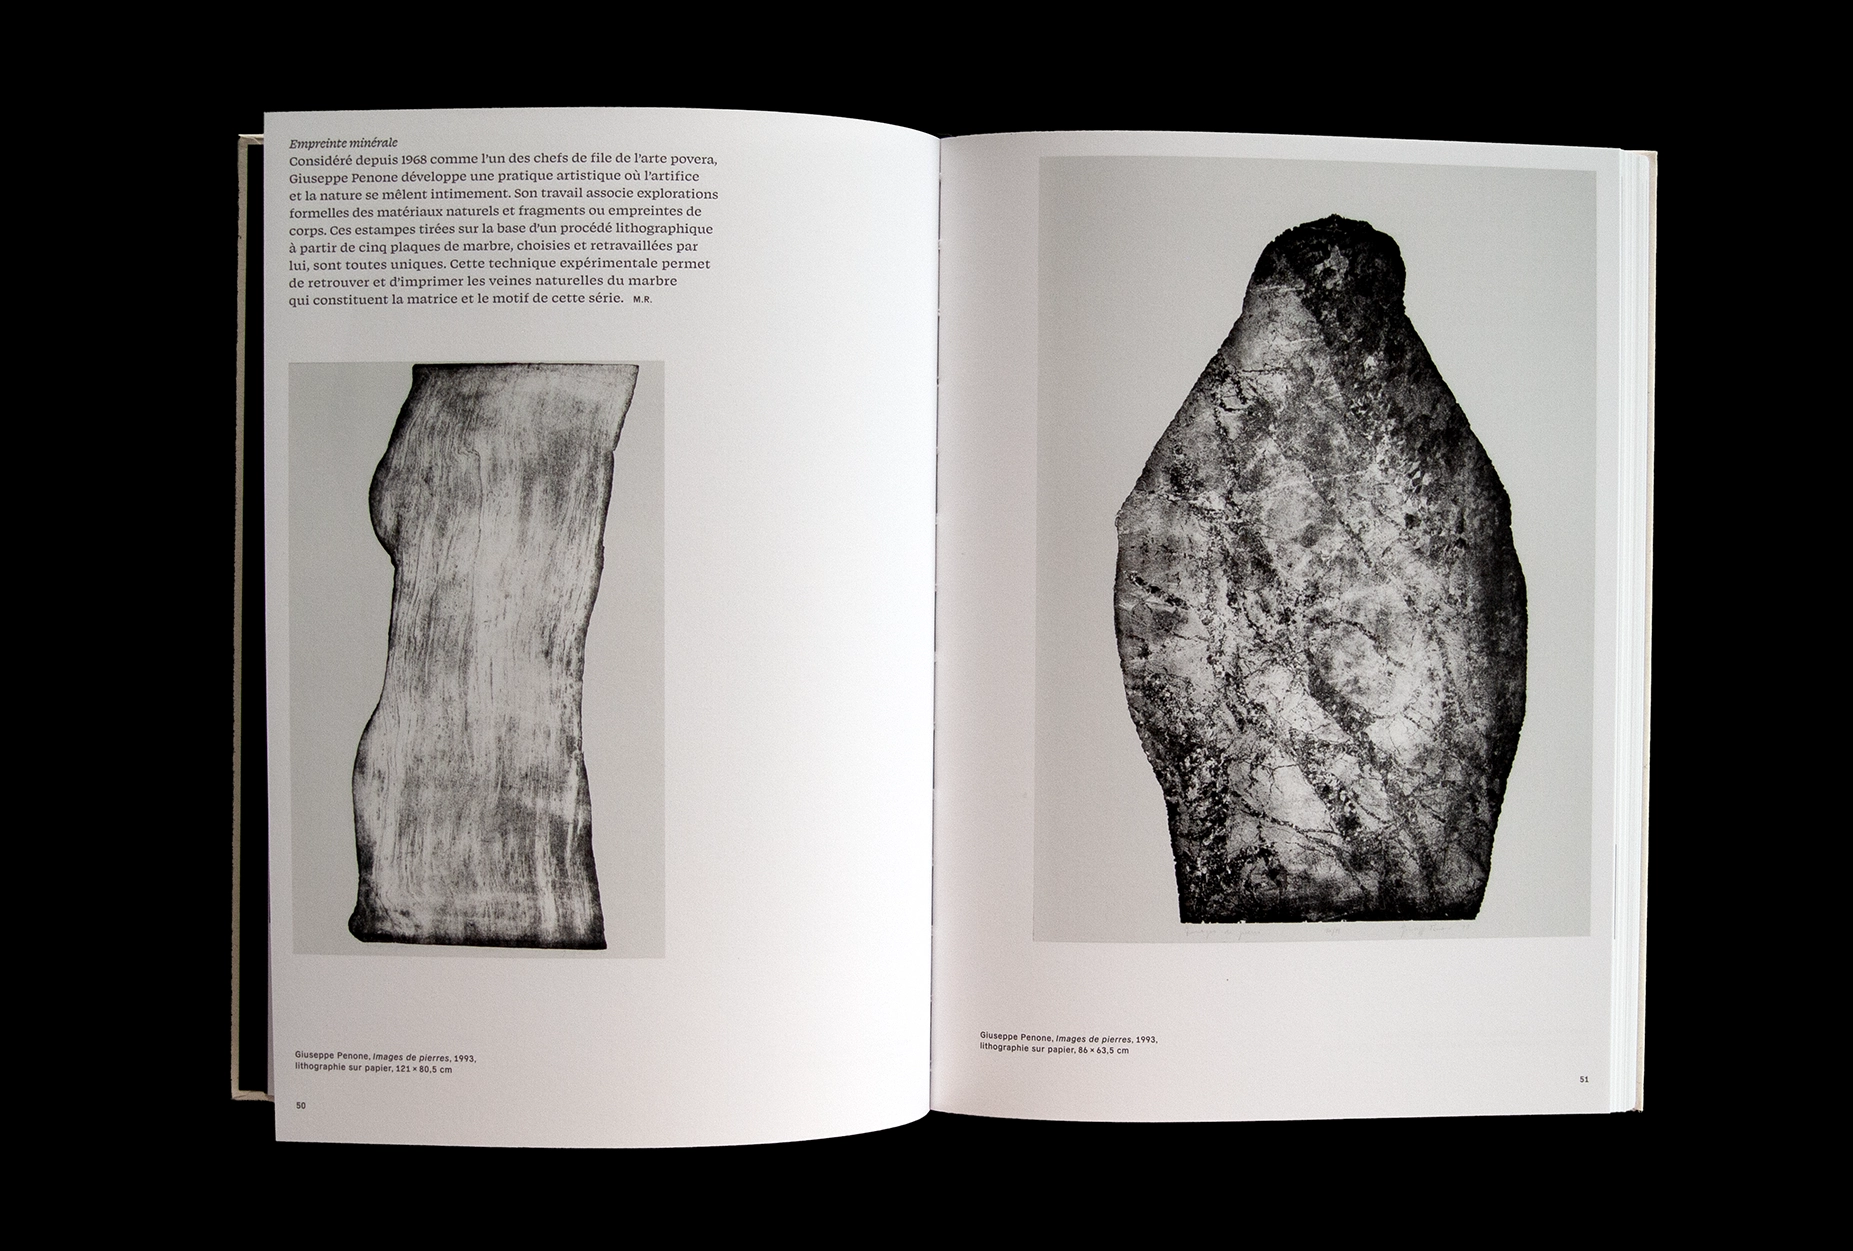 Empreinte minérale
Considéré depuis 1968 comme l'un des chefs de file de l'arte povera,
Giuseppe Penone développe une pratique artistique où l'artifice
et la nature se mêlent intimement. Son travail associe explorations
formelles des matériaux naturels et fragments ou empreintes de
corps. Ces estampes tirées sur la base d'un procédé lithographique
à partir de cinq plaques de marbre, choisies et retravaillées par
lui, sont toutes uniques. Cette technique expérimentale permet
de retrouver et d'imprimer les veines naturelles du marbre
qui constituent la matrice et le motif de cette série. M.R.
Giuseppe Penone, Images de pierres, 1993,
lithographie sur papier, 121 × 80,5 cm
50
Giuseppe Penone, Images de pierres, 1993,
lithographie sur papier, 86 × 63,5 cm
51